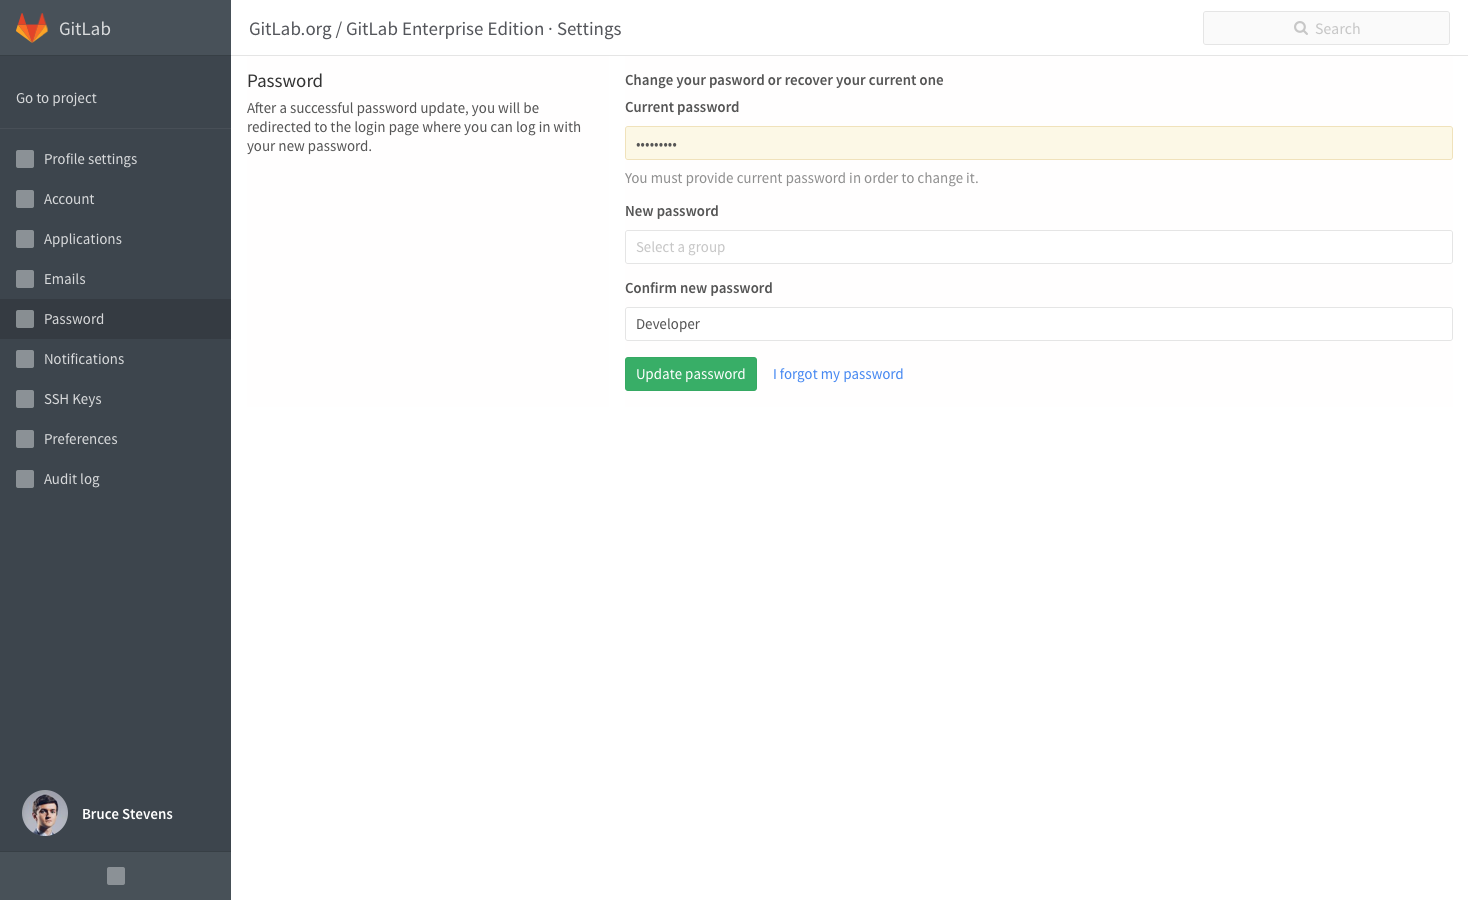 GitLab
GitLab.org / GitLab Enterprise Edition · Settings
Search
Go to project
Profile settings
Account
Applications
Emails
Password
Notifications
SSH Keys
Preferences
Audit log
Bruce Stevens
Password
After a successful password update, you will be
redirected to the login page where you can log in with
your new password.
Change your pasword or recover your current one
Current password
•••••••••
You must provide current password in order to change it.
New password
Select a group
Confirm new password
Developer
Update password
I forgot my password